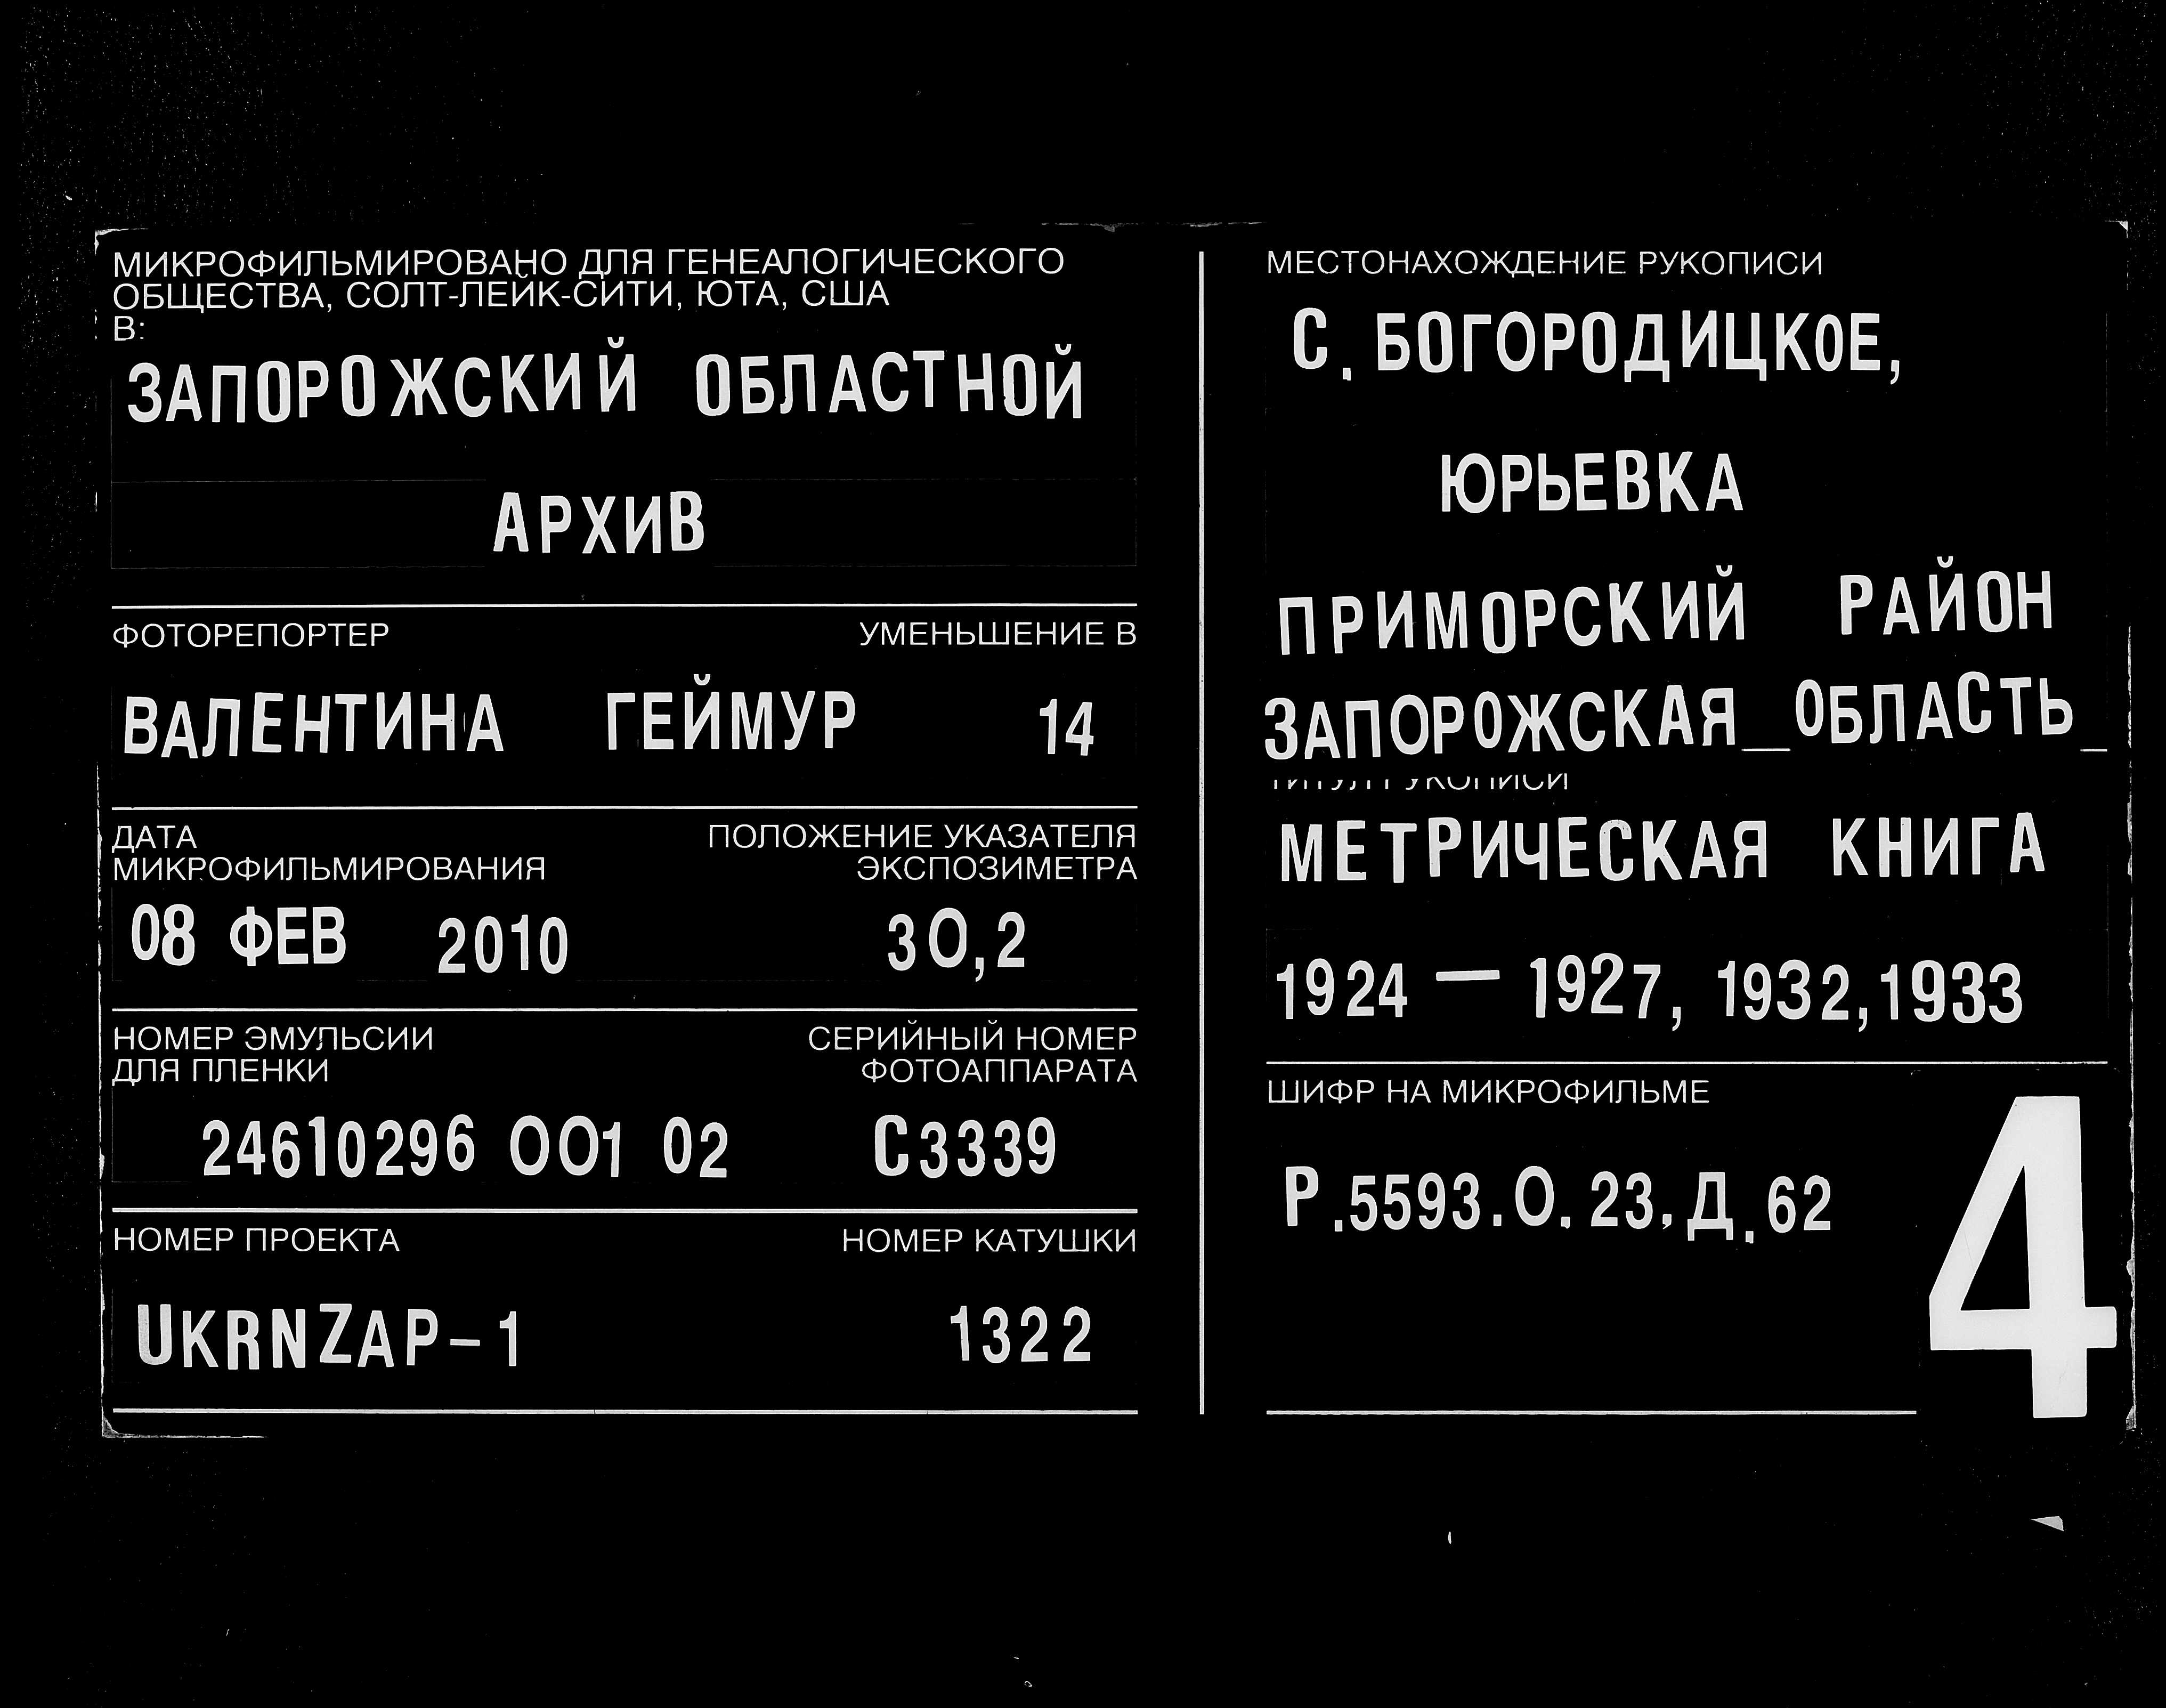 МИКРОФИЛЬМИРОВАНО ДЛЯ ГЕНЕАЛОГИЧЕСКОГО
ОБЩЕСТВА, СОЛТ-ЛЕЙК-СИТИ, ЮТА, США
В:
ЗАПОРОЖСКИЙ ОБЛАСТНОЙ
АРХИВ
ФОТОРЕПОРТЕР УМЕНЬШЕНИЕ В
ВАЛЕНТИНА ГЕЙМУР 14
ДАТА ПОЛОЖЕНИЕ УКАЗАТЕЛЯ
МИКРОФИЛЬМИРОВАНИЯ ЭКСПОЗИМЕТРА
08 ФЕВ 2010 30,2
НОМЕР ЭМУЛЬСИИ СЕРИЙНЫЙ НОМЕР
ДЛЯ ПЛЕНКИ ФОТОАППАРАТА
24610296 001 02 С3339
НОМЕР ПРОЕКТА НОМЕР КАТУШКИ
UKRNZAP-1 1322
МЕСТОНАХОЖДЕНИЕ РУКОПИСИ
С. БОГОРОДИЦКОЕ,
ЮРЬЕВКА
ПРИМОРСКИЙ РАЙОН
ЗАПОРОЖСКАЯ ОБЛАСТЬ
МЕТРИЧЕСКАЯ КНИГА
1924 — 1927, 1932, 1933
ШИФР НА МИКРОФИЛЬМЕ
Р.5593.О.23.Д.62
4